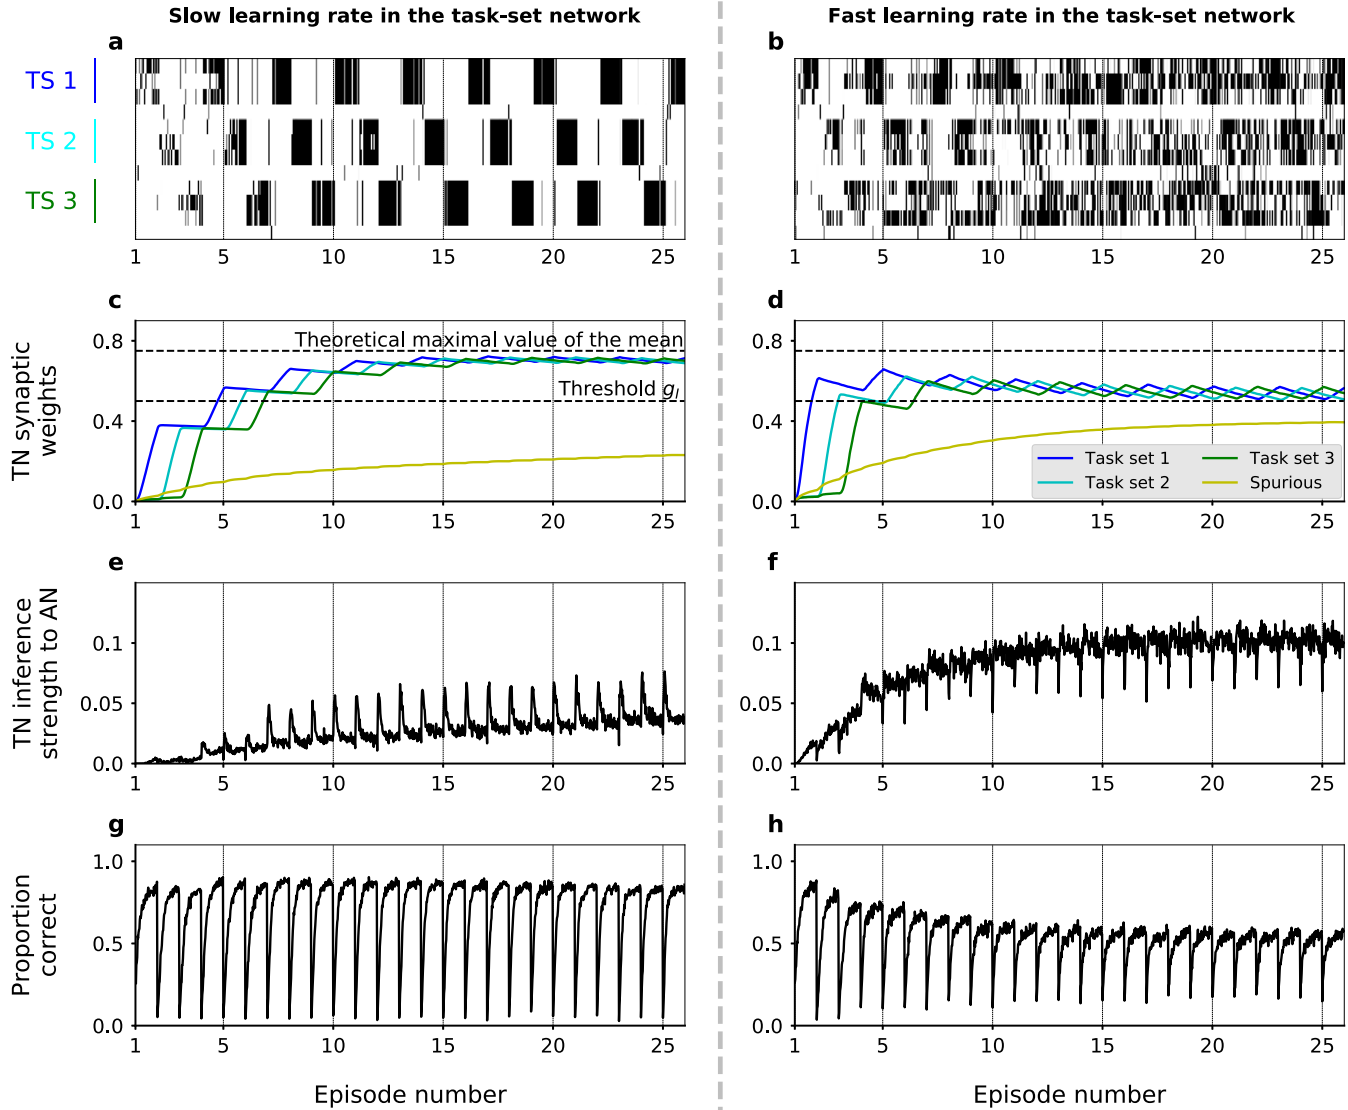 Slow learning rate in the task-set network
Fast learning rate in the task-set network
a
b
TS 1
TS 2
TS 3
1 5 10 15 20 25
1 5 10 15 20 25
c
d
TN synaptic
weights
0.8
0.4
0.0
Theoretical maximal value of the mean
Threshold gl
1 5 10 15 20 25
0.8
0.4
0.0
Task set 1
Task set 2
Task set 3
Spurious
1 5 10 15 20 25
e
f
TN inference
strength to AN
0.1
0.05
0.0
1 5 10 15 20 25
0.1
0.05
0.0
1 5 10 15 20 25
g
h
Proportion
correct
1.0
0.5
0.0
1 5 10 15 20 25
1.0
0.5
0.0
1 5 10 15 20 25
Episode number
Episode number